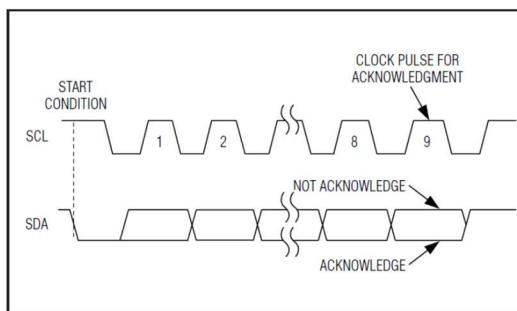 CLOCK PULSE FOR
ACKNOWLEDGMENT
START
CONDITION
SCL
1 2 8 9
NOT ACKNOWLEDGE
SDA
ACKNOWLEDGE